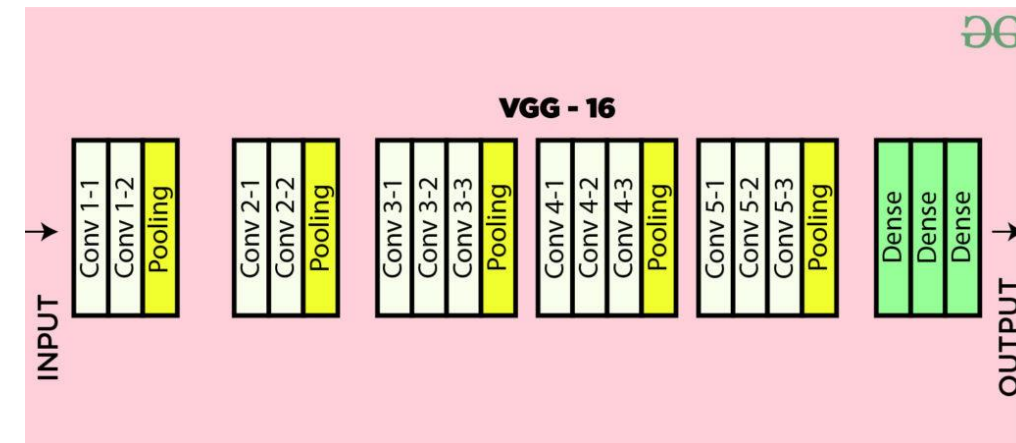 VGG - 16
INPUT
Conv 1-1
Conv 1-2
Pooling
Conv 2-1
Conv 2-2
Pooling
Conv 3-1
Conv 3-2
Conv 3-3
Pooling
Conv 4-1
Conv 4-2
Conv 4-3
Pooling
Conv 5-1
Conv 5-2
Conv 5-3
Pooling
Dense
Dense
Dense
OUTPUT